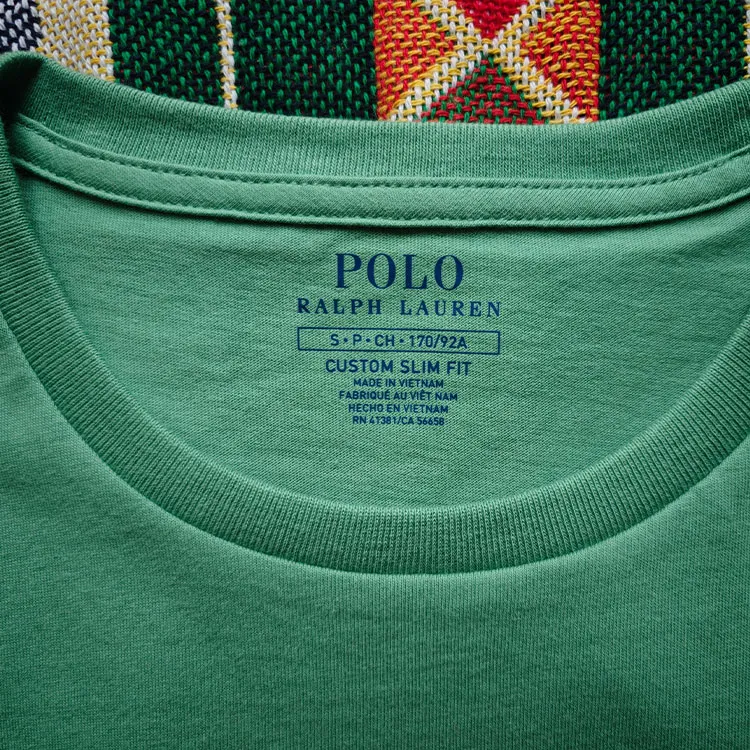 POLO
RALPH LAUREN
S • P • CH • 170/92A
CUSTOM SLIM FIT
MADE IN VIETNAM
FABRIQUÉ AU VIÊT NAM
HECHO EN VIETNAM
RN 41381/CA 56658